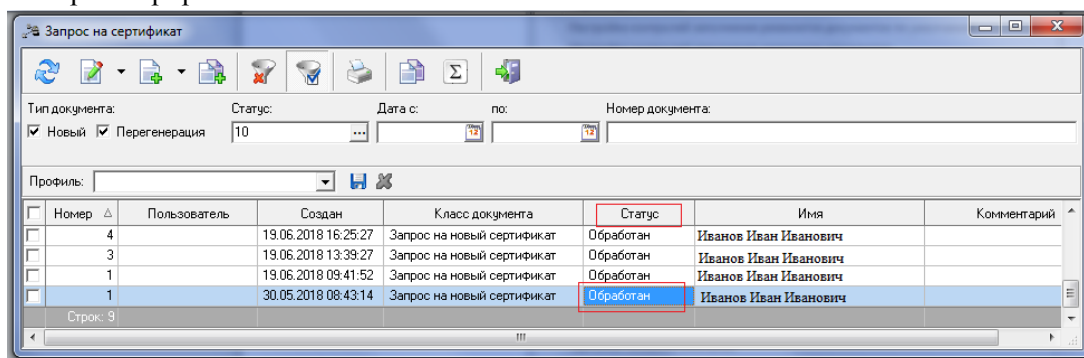 Запрос на сертификат
Тип документа: Статус: Дата с: по: Номер документа:
Новый Перегенерация 10 ... 12 12
Профиль:
Номер Пользователь Создан Класс документа Статус Имя Комментарий
4 19.06.2018 16:25:27 Запрос на новый сертификат Обработан Иванов Иван Иванович
3 19.06.2018 13:39:27 Запрос на новый сертификат Обработан Иванов Иван Иванович
1 19.06.2018 09:41:52 Запрос на новый сертификат Обработан Иванов Иван Иванович
1 30.05.2018 08:43:14 Запрос на новый сертификат Обработан Иванов Иван Иванович
Строк: 9